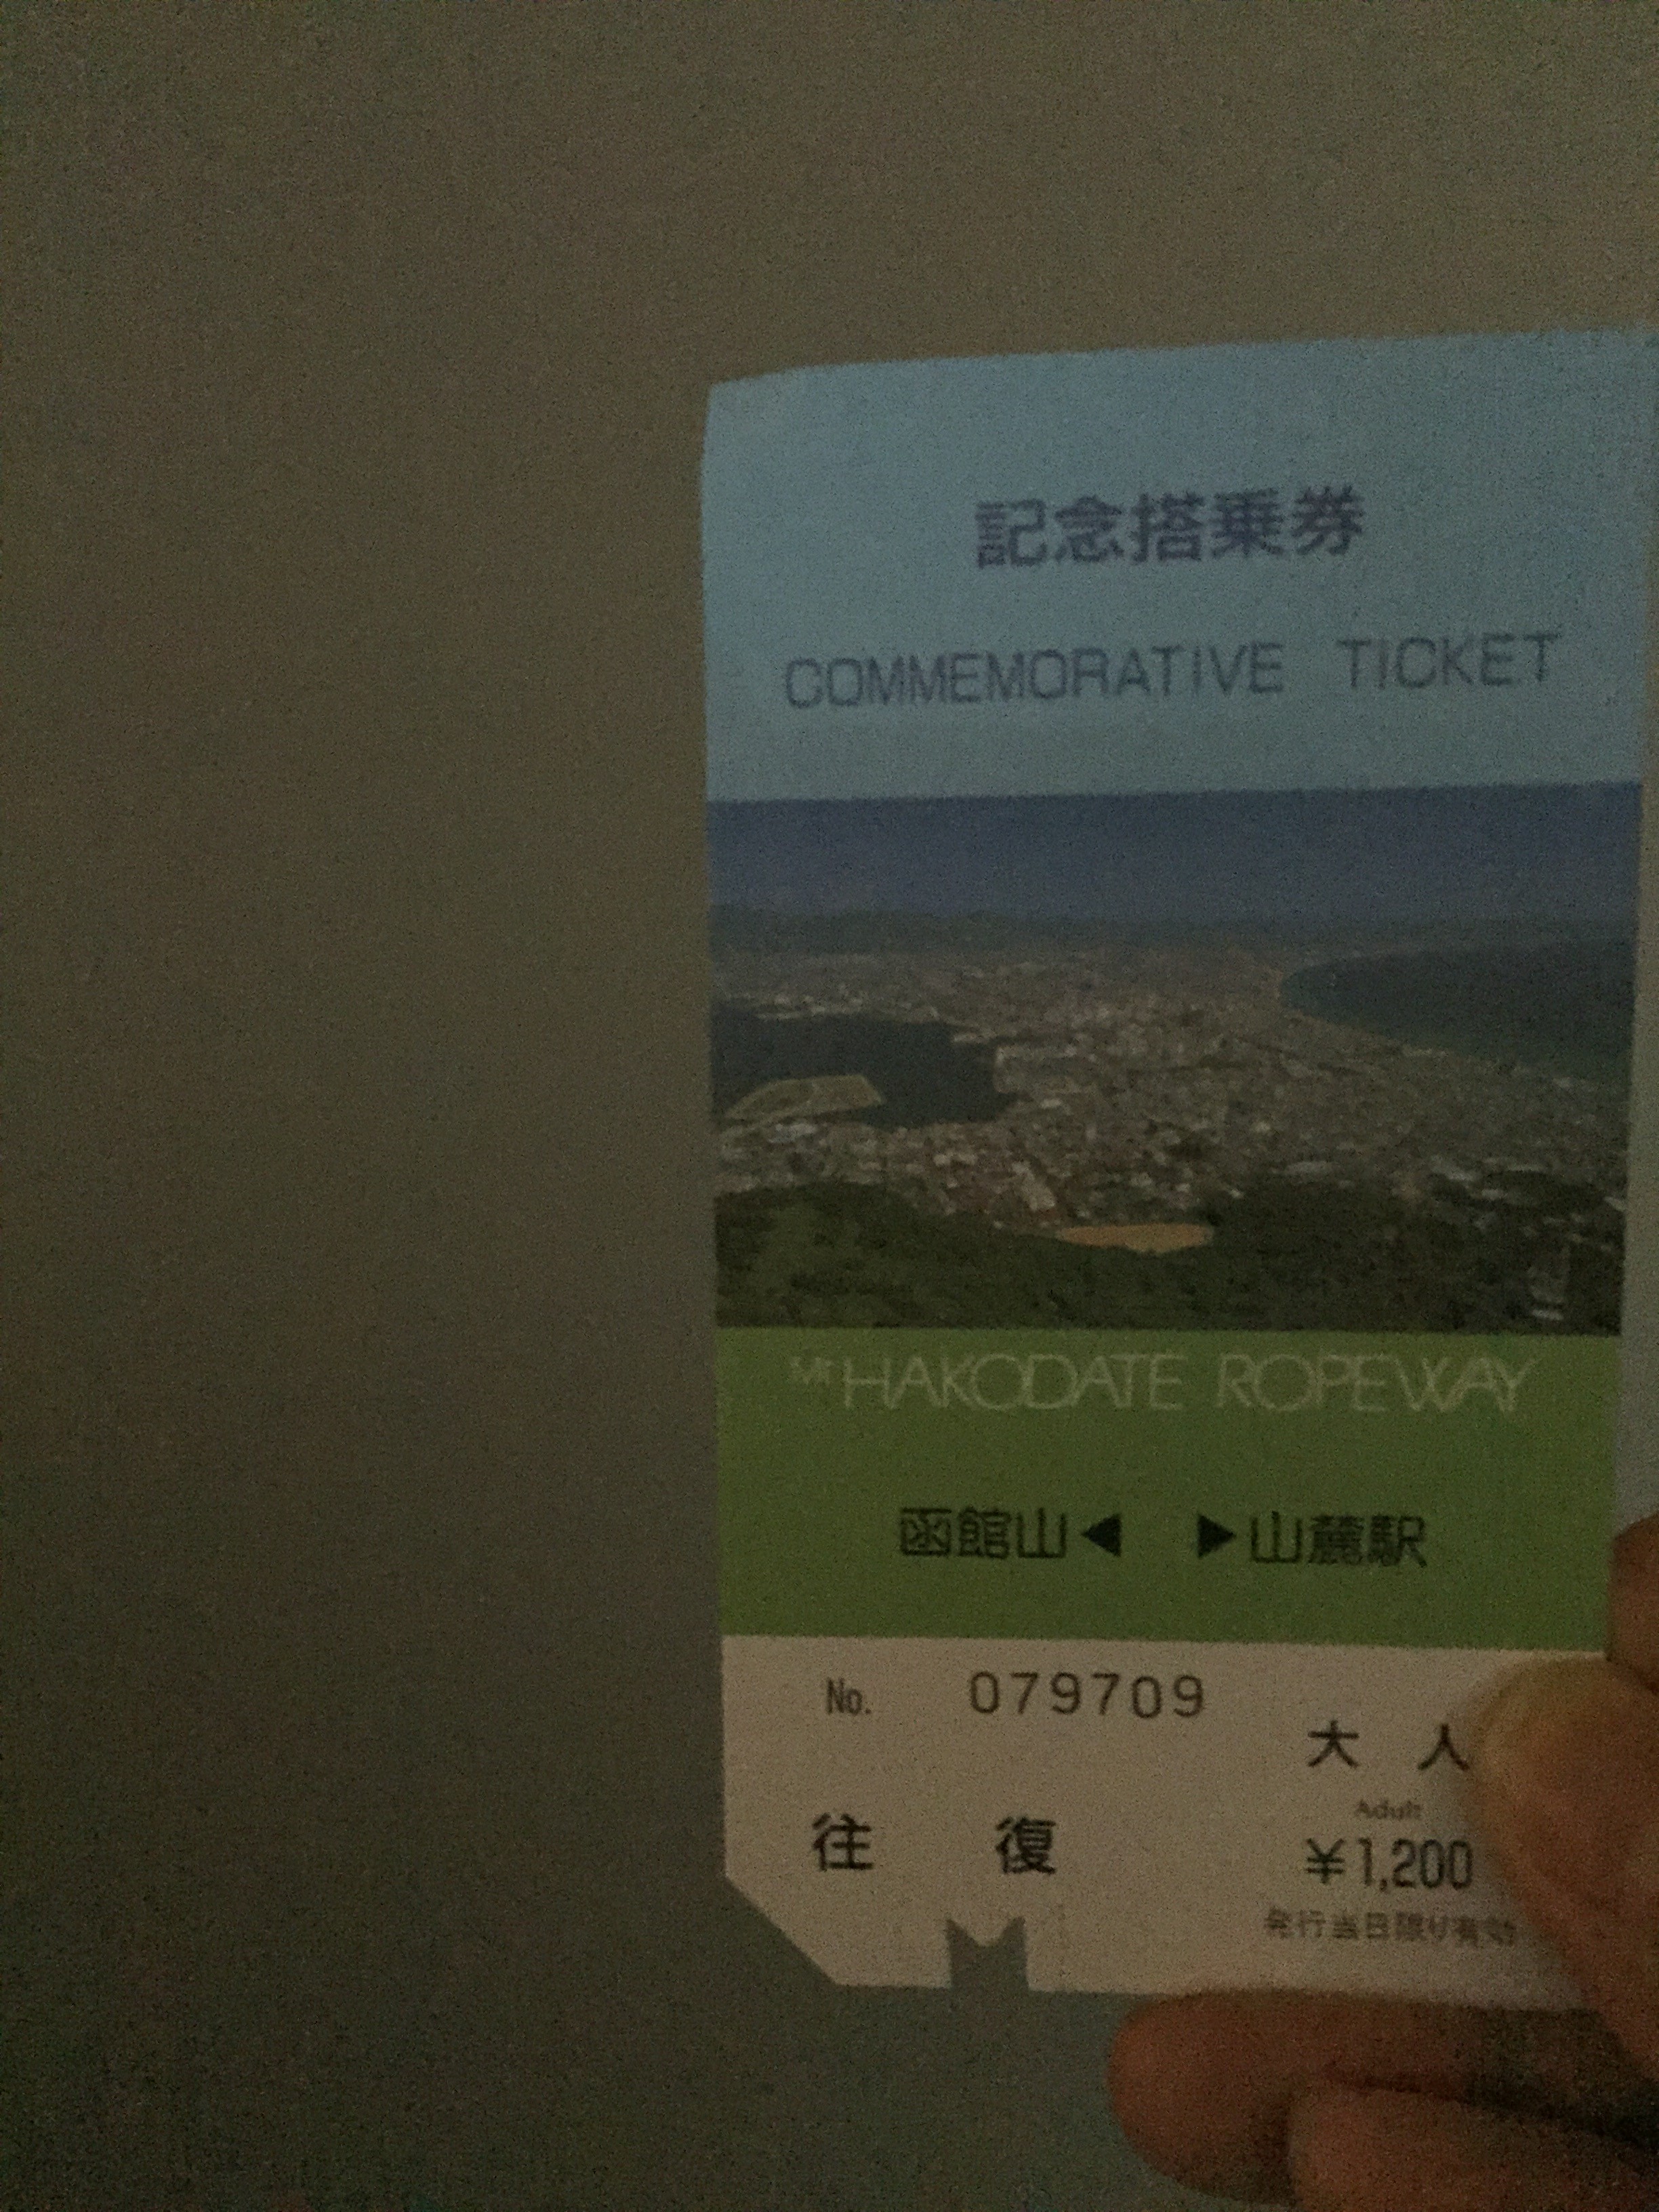 記念搭乗券
COMMEMORATIVE TICKET
Mt HAKODATE ROPEWAY
函館山◀ ▶山麓駅
No. 079709
大人
Adult
往復
¥1,200
発行当日限り有効